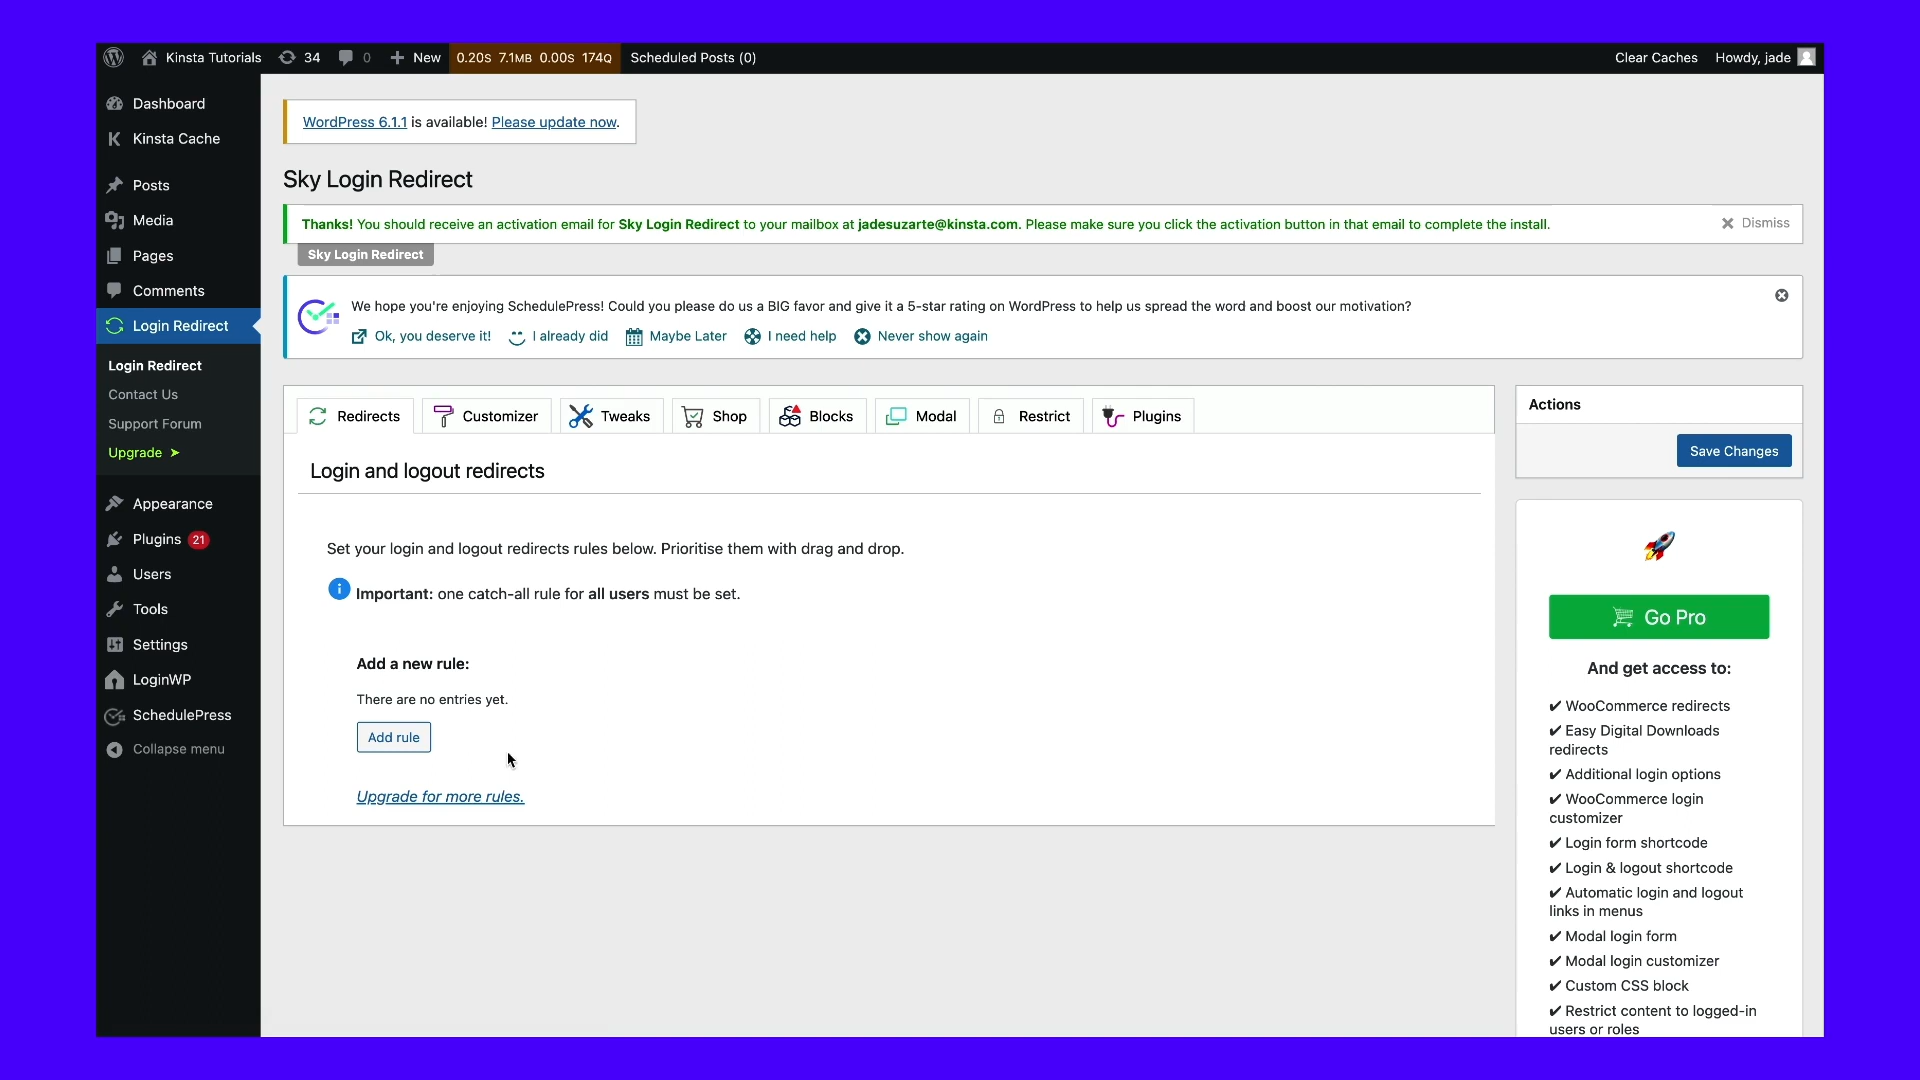 Kinsta Tutorials 34 0 New 0.20S 7.1MB 0.00S 174Q Scheduled Posts (0) Clear Caches Howdy, jade
Dashboard
Kinsta Cache
Posts
Media
Pages
Comments
Login Redirect
Login Redirect
Contact Us
Support Forum
Upgrade ➤
Appearance
Plugins 21
Users
Tools
Settings
LoginWP
SchedulePress
Collapse menu
WordPress 6.1.1 is available! Please update now.
Sky Login Redirect
Thanks! You should receive an activation email for Sky Login Redirect to your mailbox at jadesuzarte@kinsta.com. Please make sure you click the activation button in that email to complete the install.
Dismiss
Sky Login Redirect
We hope you're enjoying SchedulePress! Could you please do us a BIG favor and give it a 5-star rating on WordPress to help us spread the word and boost our motivation?
Ok, you deserve it! I already did Maybe Later I need help Never show again
Redirects Customizer Tweaks Shop Blocks Modal Restrict Plugins
Login and logout redirects
Set your login and logout redirects rules below. Prioritise them with drag and drop.
Important: one catch-all rule for all users must be set.
Add a new rule:
There are no entries yet.
Add rule
Upgrade for more rules.
Actions
Save Changes
Go Pro
And get access to:
✔ WooCommerce redirects
✔ Easy Digital Downloads
redirects
✔ Additional login options
✔ WooCommerce login
customizer
✔ Login form shortcode
✔ Login & logout shortcode
✔ Automatic login and logout
links in menus
✔ Modal login form
✔ Modal login customizer
✔ Custom CSS block
✔ Restrict content to logged-in
users or roles